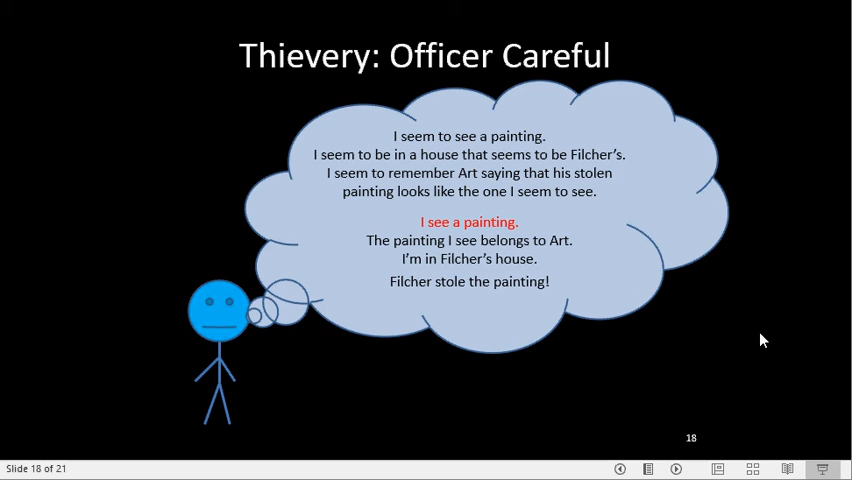 Thievery: Officer Careful
I seem to see a painting.
I seem to be in a house that seems to be Filcher’s.
I seem to remember Art saying that his stolen
painting looks like the one I seem to see.
I see a painting.
The painting I see belongs to Art.
I’m in Filcher’s house.
Filcher stole the painting!
18
Slide 18 of 21